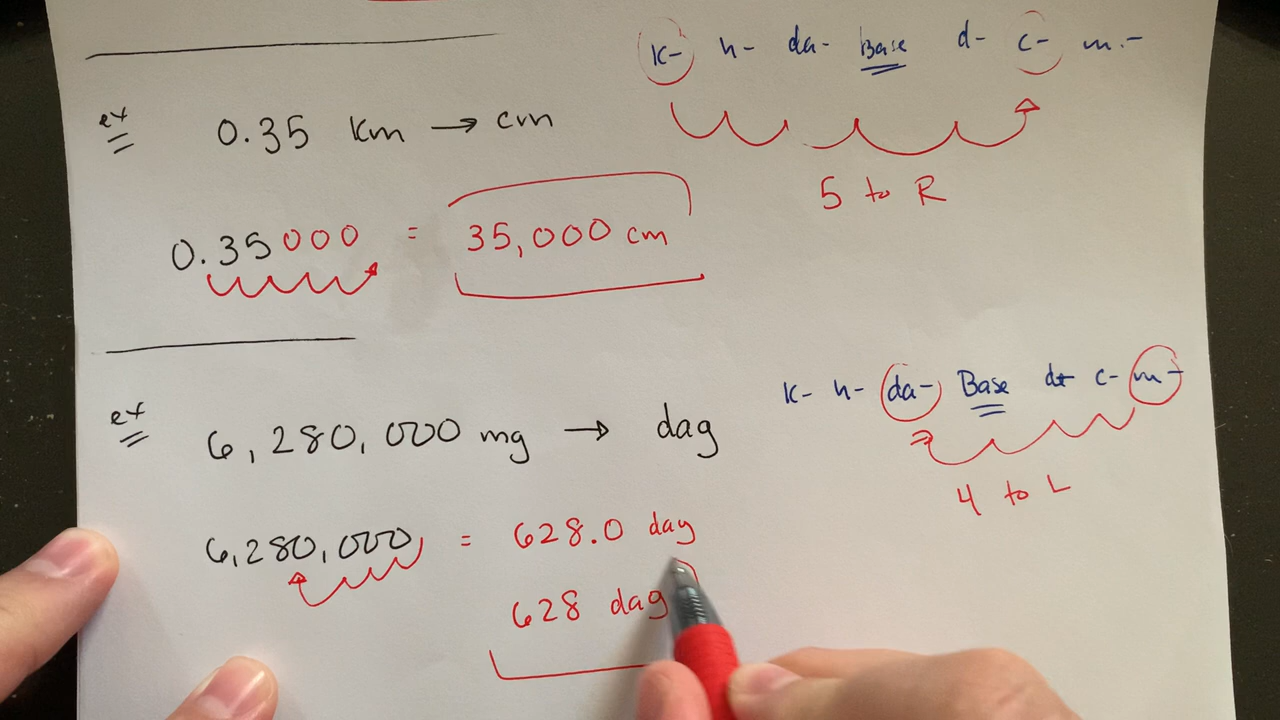 K- h- da- Base d- c- m.-
ex 0.35 Km → cm
5 to R
0.35000 = 35,000 cm
K- h- da- Base d- c- m-
ex 6,280,000 mg → dag
4 to L
6,280,000 = 628.0 dag
628 dag